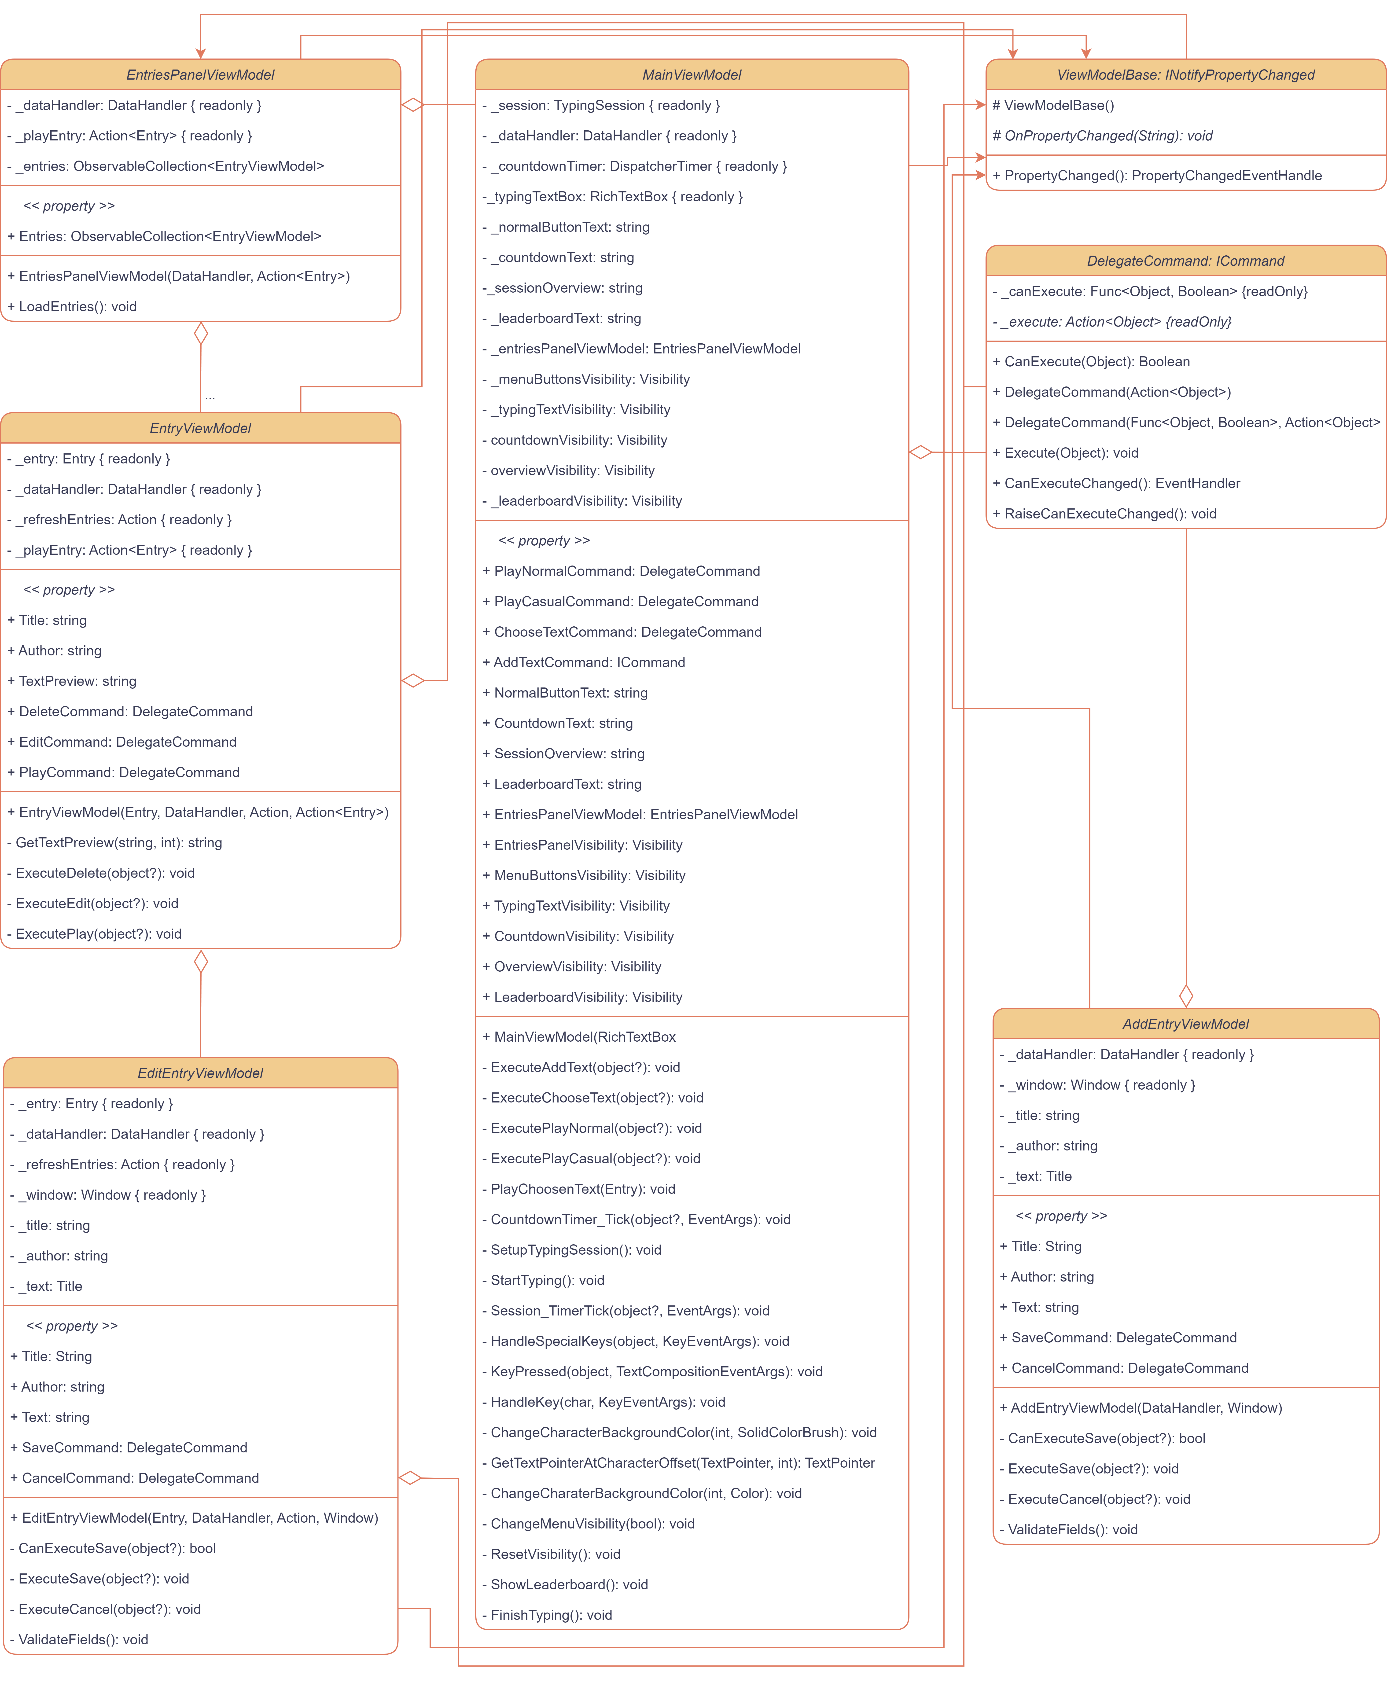 EntriesPanelViewModel
- _dataHandler: DataHandler { readonly }
- _playEntry: Action<Entry> { readonly }
- _entries: ObservableCollection<EntryViewModel>
<< property >>
+ Entries: ObservableCollection<EntryViewModel>
+ EntriesPanelViewModel(DataHandler, Action<Entry>)
+ LoadEntries(): void
...
EntryViewModel
- _entry: Entry { readonly }
- _dataHandler: DataHandler { readonly }
- _refreshEntries: Action { readonly }
- _playEntry: Action<Entry> { readonly }
<< property >>
+ Title: string
+ Author: string
+ TextPreview: string
+ DeleteCommand: DelegateCommand
+ EditCommand: DelegateCommand
+ PlayCommand: DelegateCommand
+ EntryViewModel(Entry, DataHandler, Action, Action<Entry>)
- GetTextPreview(string, int): string
- ExecuteDelete(object?): void
- ExecuteEdit(object?): void
- ExecutePlay(object?): void
EditEntryViewModel
- _entry: Entry { readonly }
- _dataHandler: DataHandler { readonly }
- _refreshEntries: Action { readonly }
- _window: Window { readonly }
- _title: string
- _author: string
- _text: Title
<< property >>
+ Title: String
+ Author: string
+ Text: string
+ SaveCommand: DelegateCommand
+ CancelCommand: DelegateCommand
+ EditEntryViewModel(Entry, DataHandler, Action, Window)
- CanExecuteSave(object?): bool
- ExecuteSave(object?): void
- ExecuteCancel(object?): void
- ValidateFields(): void
MainViewModel
- _session: TypingSession { readonly }
- _dataHandler: DataHandler { readonly }
- _countdownTimer: DispatcherTimer { readonly }
-_typingTextBox: RichTextBox { readonly }
- _normalButtonText: string
- _countdownText: string
-_sessionOverview: string
- _leaderboardText: string
- _entriesPanelViewModel: EntriesPanelViewModel
- _menuButtonsVisibility: Visibility
- _typingTextVisibility: Visibility
- countdownVisibility: Visibility
- overviewVisibility: Visibility
- _leaderboardVisibility: Visibility
<< property >>
+ PlayNormalCommand: DelegateCommand
+ PlayCasualCommand: DelegateCommand
+ ChooseTextCommand: DelegateCommand
+ AddTextCommand: ICommand
+ NormalButtonText: string
+ CountdownText: string
+ SessionOverview: string
+ LeaderboardText: string
+ EntriesPanelViewModel: EntriesPanelViewModel
+ EntriesPanelVisibility: Visibility
+ MenuButtonsVisibility: Visibility
+ TypingTextVisibility: Visibility
+ CountdownVisibility: Visibility
+ OverviewVisibility: Visibility
+ LeaderboardVisibility: Visibility
+ MainViewModel(RichTextBox
- ExecuteAddText(object?): void
- ExecuteChooseText(object?): void
- ExecutePlayNormal(object?): void
- ExecutePlayCasual(object?): void
- PlayChoosenText(Entry): void
- CountdownTimer_Tick(object?, EventArgs): void
- SetupTypingSession(): void
- StartTyping(): void
- Session_TimerTick(object?, EventArgs): void
- HandleSpecialKeys(object, KeyEventArgs): void
- KeyPressed(object, TextCompositionEventArgs): void
- HandleKey(char, KeyEventArgs): void
- ChangeCharacterBackgroundColor(int, SolidColorBrush): void
- GetTextPointerAtCharacterOffset(TextPointer, int): TextPointer
- ChangeCharaterBackgroundColor(int, Color): void
- ChangeMenuVisibility(bool): void
- ResetVisibility(): void
- ShowLeaderboard(): void
- FinishTyping(): void
ViewModelBase: INotifyPropertyChanged
# ViewModelBase()
# OnPropertyChanged(String): void
+ PropertyChanged(): PropertyChangedEventHandle
DelegateCommand: ICommand
- _canExecute: Func<Object, Boolean> {readOnly}
- _execute: Action<Object> {readOnly}
+ CanExecute(Object): Boolean
+ DelegateCommand(Action<Object>)
+ DelegateCommand(Func<Object, Boolean>, Action<Object>
+ Execute(Object): void
+ CanExecuteChanged(): EventHandler
+ RaiseCanExecuteChanged(): void
AddEntryViewModel
- _dataHandler: DataHandler { readonly }
- _window: Window { readonly }
- _title: string
- _author: string
- _text: Title
<< property >>
+ Title: String
+ Author: string
+ Text: string
+ SaveCommand: DelegateCommand
+ CancelCommand: DelegateCommand
+ AddEntryViewModel(DataHandler, Window)
- CanExecuteSave(object?): bool
- ExecuteSave(object?): void
- ExecuteCancel(object?): void
- ValidateFields(): void